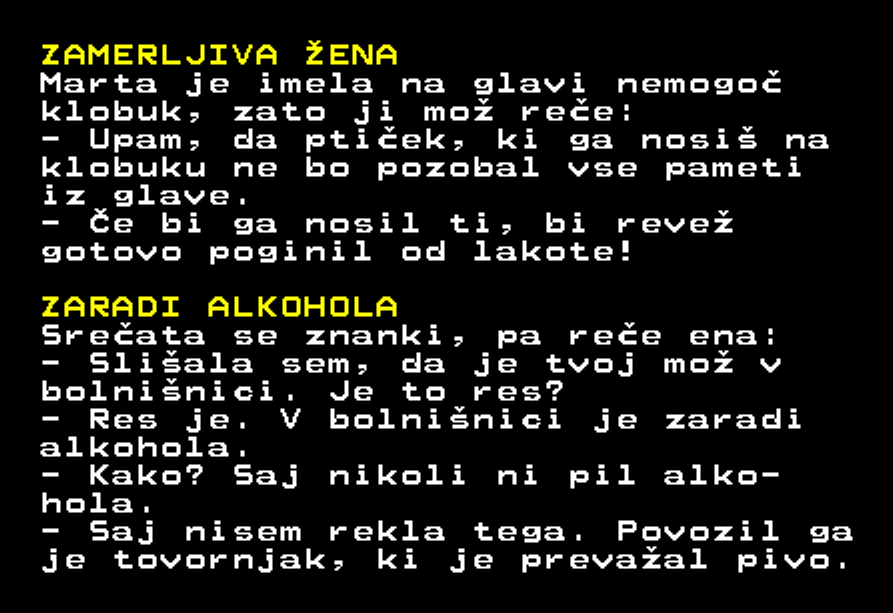 ZAMERLJIVA ŽENA
Marta je imela na glavi nemogoč
klobuk, zato ji mož reče:
- Upam, da ptiček, ki ga nosiš na
klobuku ne bo pozobal vse pameti
iz glave.
- Če bi ga nosil ti, bi revež
gotovo poginil od lakote!
ZARADI ALKOHOLA
Srečata se znanki, pa reče ena:
- Slišala sem, da je tvoj mož v
bolnišnici. Je to res?
- Res je. V bolnišnici je zaradi
alkohola.
- Kako? Saj nikoli ni pil alko-
hola.
- Saj nisem rekla tega. Povozil ga
je tovornjak, ki je prevažal pivo.